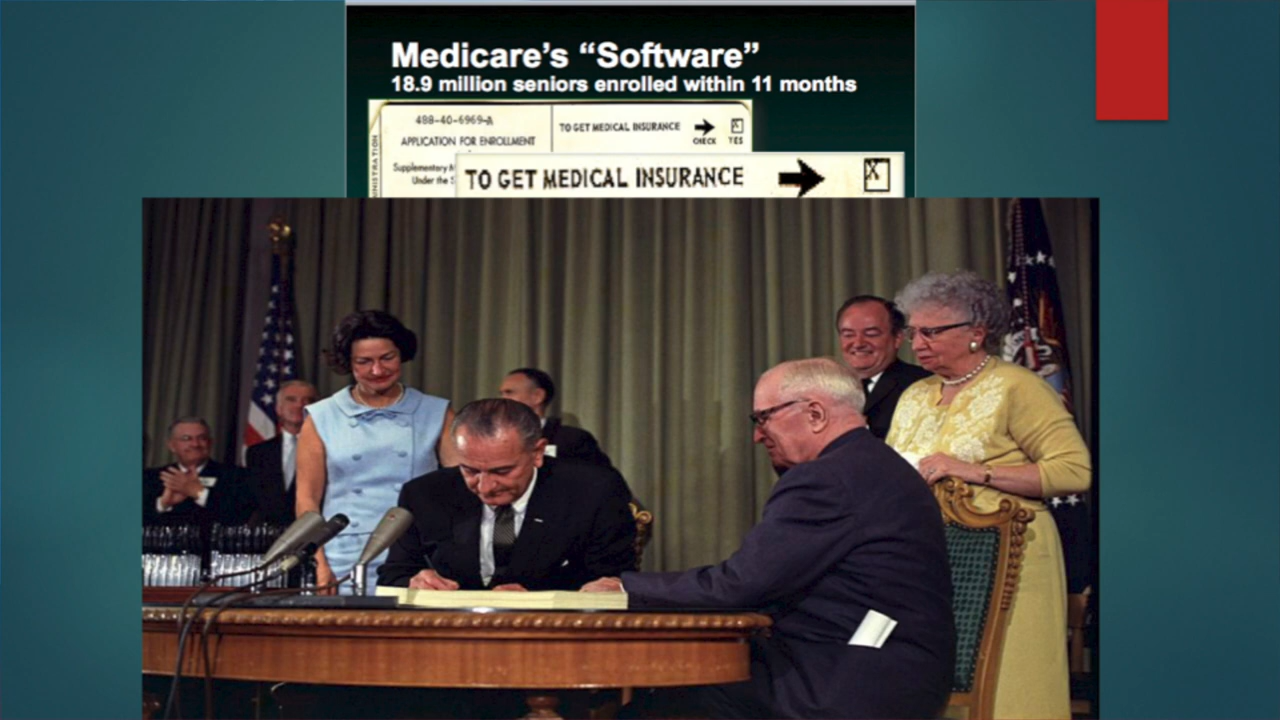 Medicare's “Software”
18.9 million seniors enrolled within 11 months
488-40-6969-A
APPLICATION FOR ENROLLMENT
TO GET MEDICAL INSURANCE
CHECK YES
X
Supplementary
Under the
TO GET MEDICAL INSURANCE
X